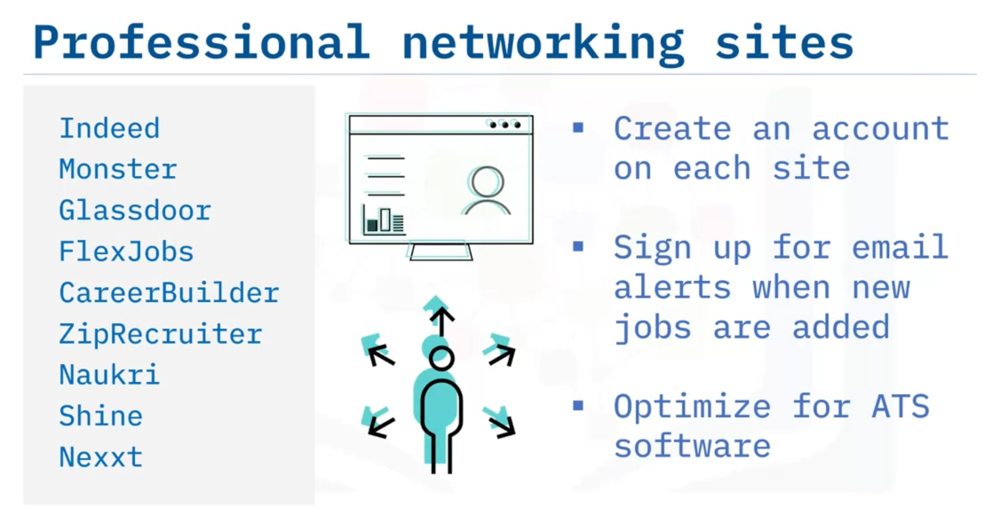 Professional networking sites
Indeed
Monster
Glassdoor
FlexJobs
CareerBuilder
ZipRecruiter
Naukri
Shine
Nexxt
▪ Create an account
on each site
▪ Sign up for email
alerts when new
jobs are added
▪ Optimize for ATS
software